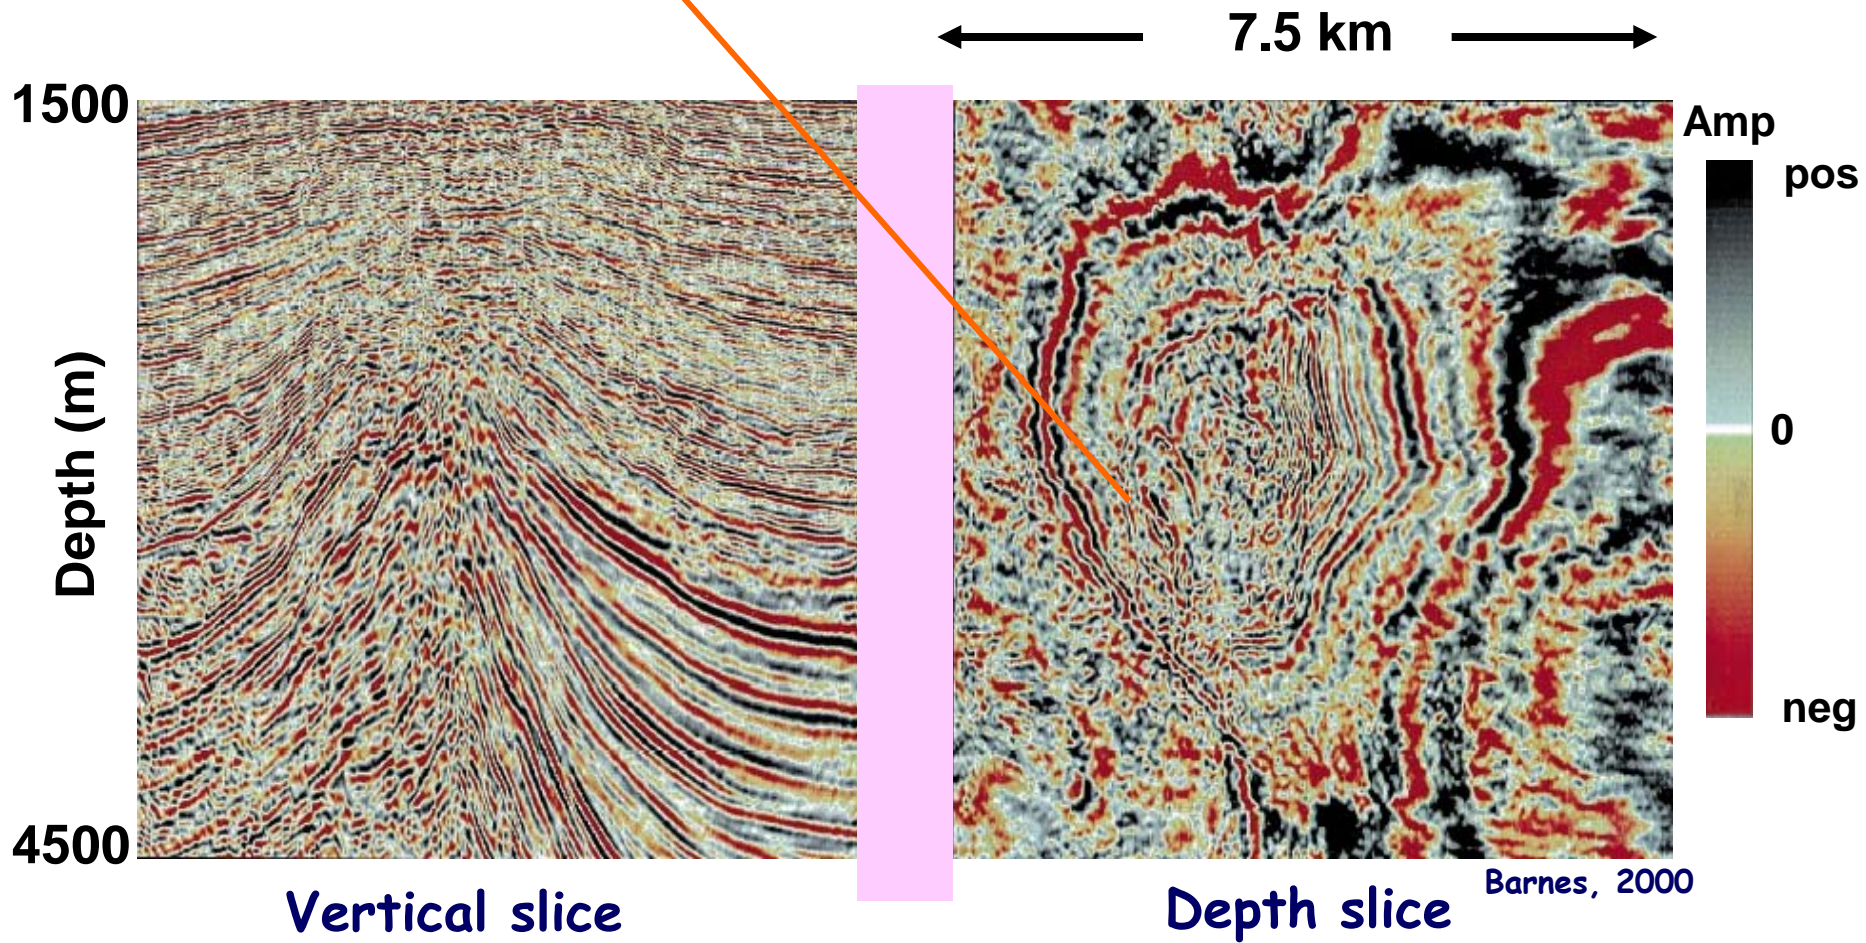 7.5 km
1500
Amp
pos
Depth (m)
0
neg
4500
Vertical slice
Depth slice
Barnes, 2000